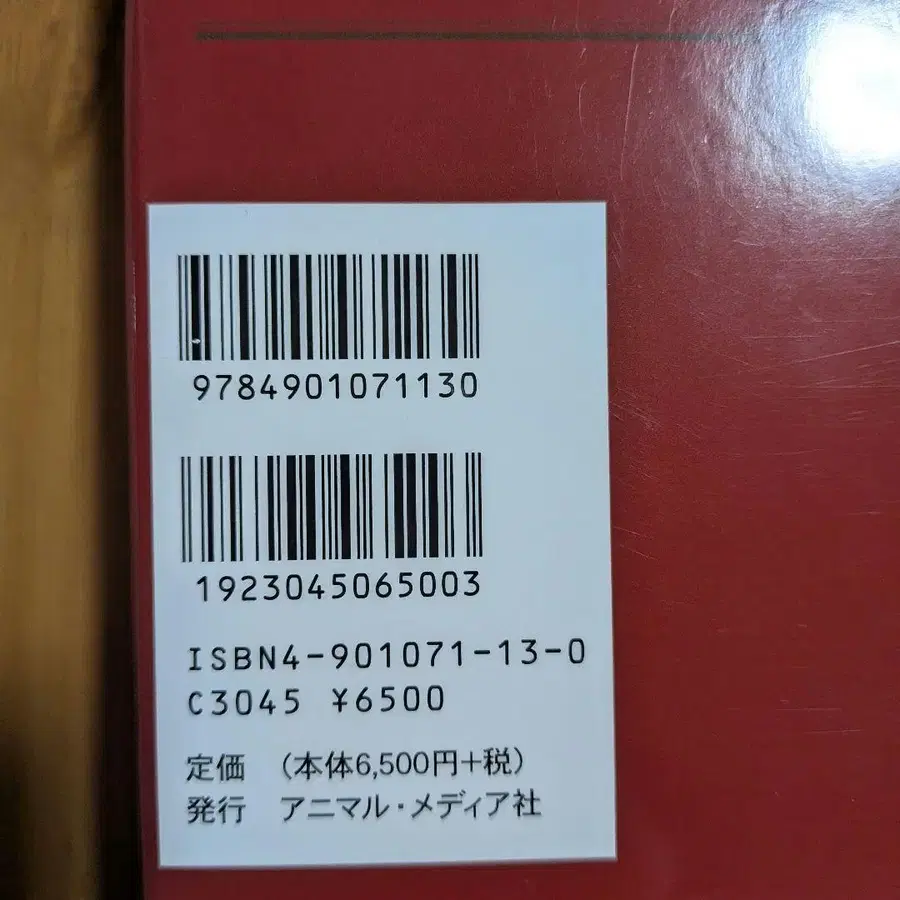 9784901071130
1923045065003
ISBN4-901071-13-0
C3045 ¥6500
定価 (本体6,500円+税)
発行 アニマル・メディア社